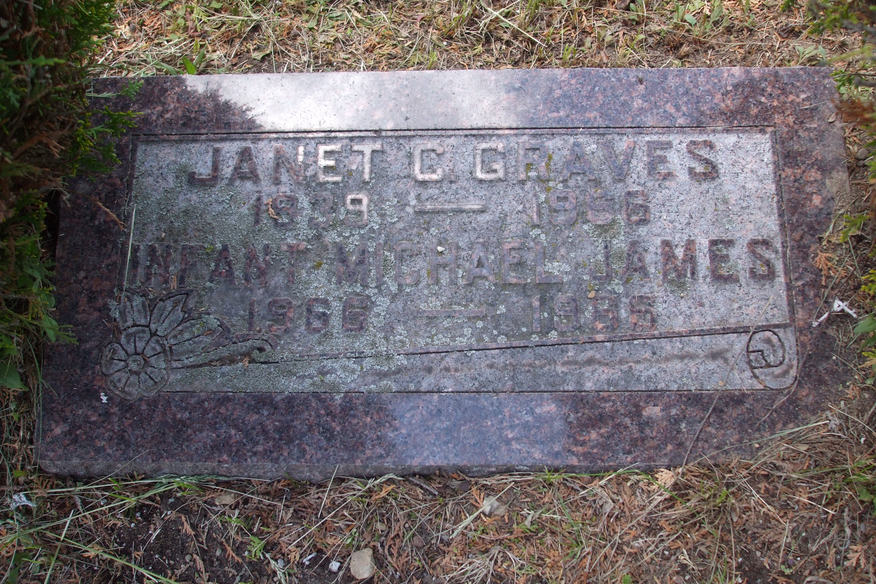 JANET C. GRAVES
1939 — 1966
INFANT MICHAEL JAMES
1966 — 1966